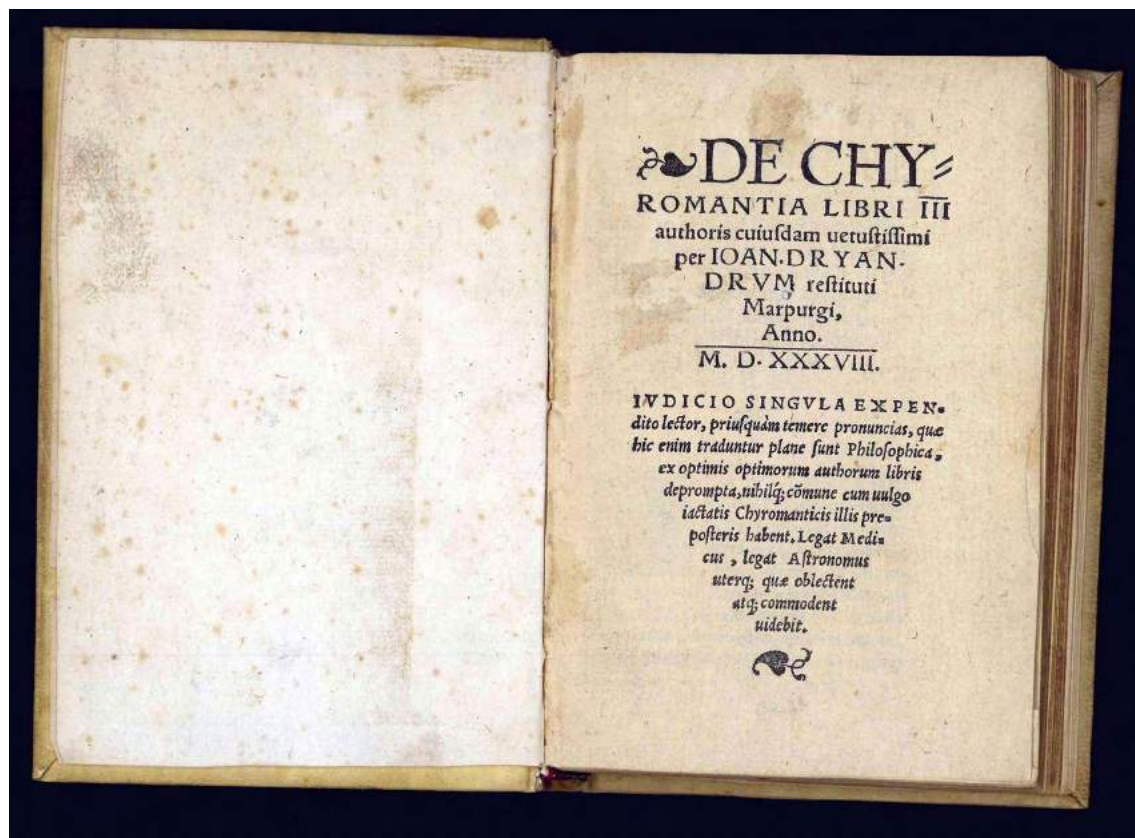 DE CHY⸗
ROMANTIA LIBRI III
authoris cuiuſdam uetuſtiſſimi
per IOAN. DRYAN-
DRVM reſtituti
Marpurgi,
Anno.
M. D. XXXVIII.
IVDICIO SINGVLA EXPEN⸗
dito lector, priuſquàm temere pronuncias, quæ
hic enim traduntur plane ſunt Philoſophica,
ex optimis optimorum authorum libris
deprompta, nihilq́; cõmune cum uulgo
iactatis Chyromanticis illis pre⸗
poſteris habent. Legat Medi⸗
cus, legat Aſtronomus
uterq; quæ oblectent
atq; commodent
uidebit.